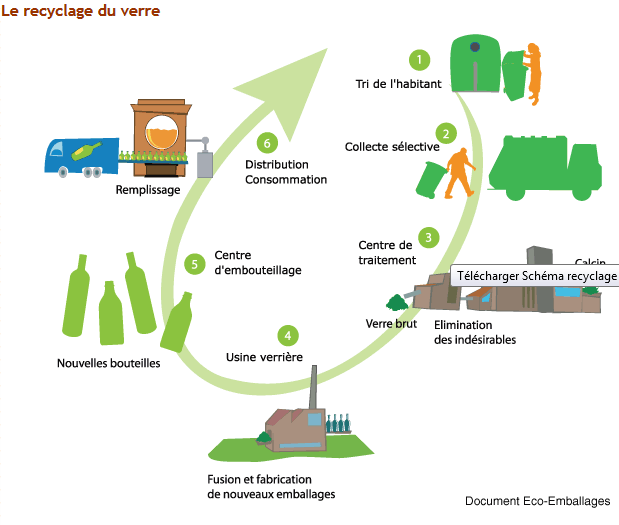 Le recyclage du verre
1
Tri de l'habitant
2
Collecte sélective
3
Centre de
traitement
Télécharger Schéma recyclage
Calcin
Verre brut
Elimination
des indésirables
4
Usine verrière
Fusion et fabrication
de nouveaux emballages
5
Centre
d'embouteillage
Nouvelles bouteilles
6
Distribution
Consommation
Remplissage
Document Eco-Emballages